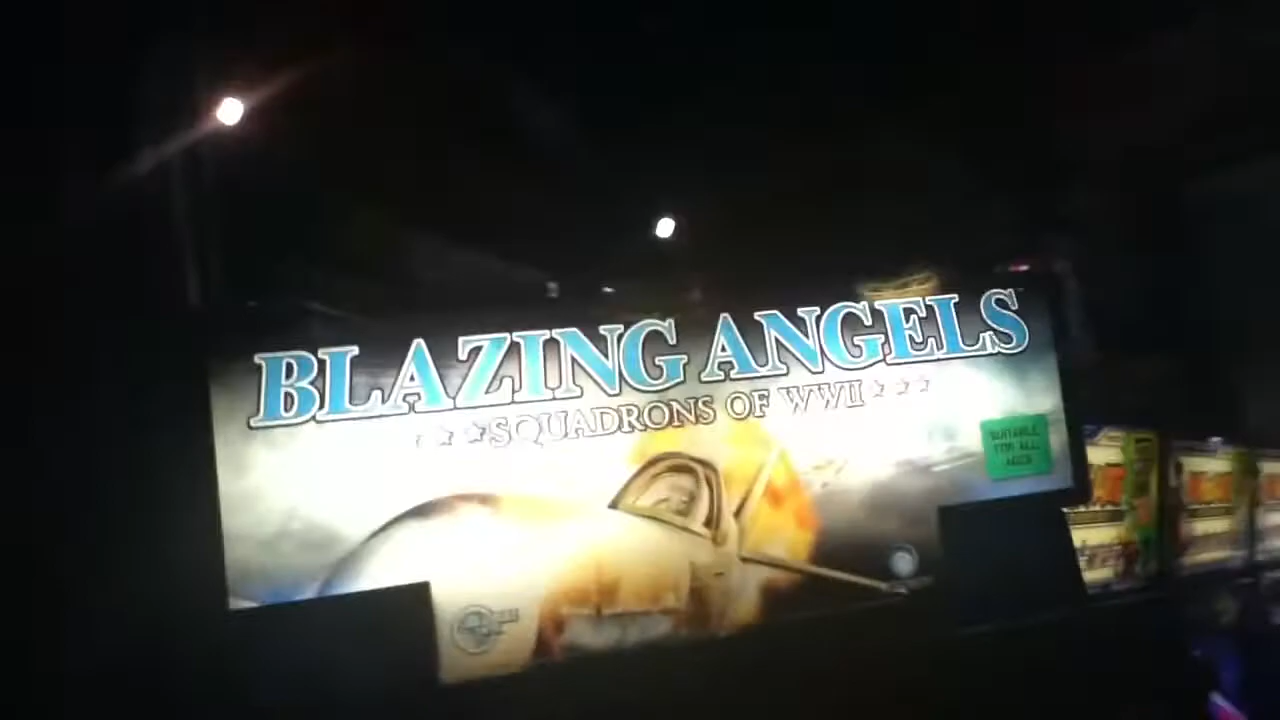 BLAZING ANGELS
SQUADRONS OF WWII
SUITABLE
FOR ALL
AGES